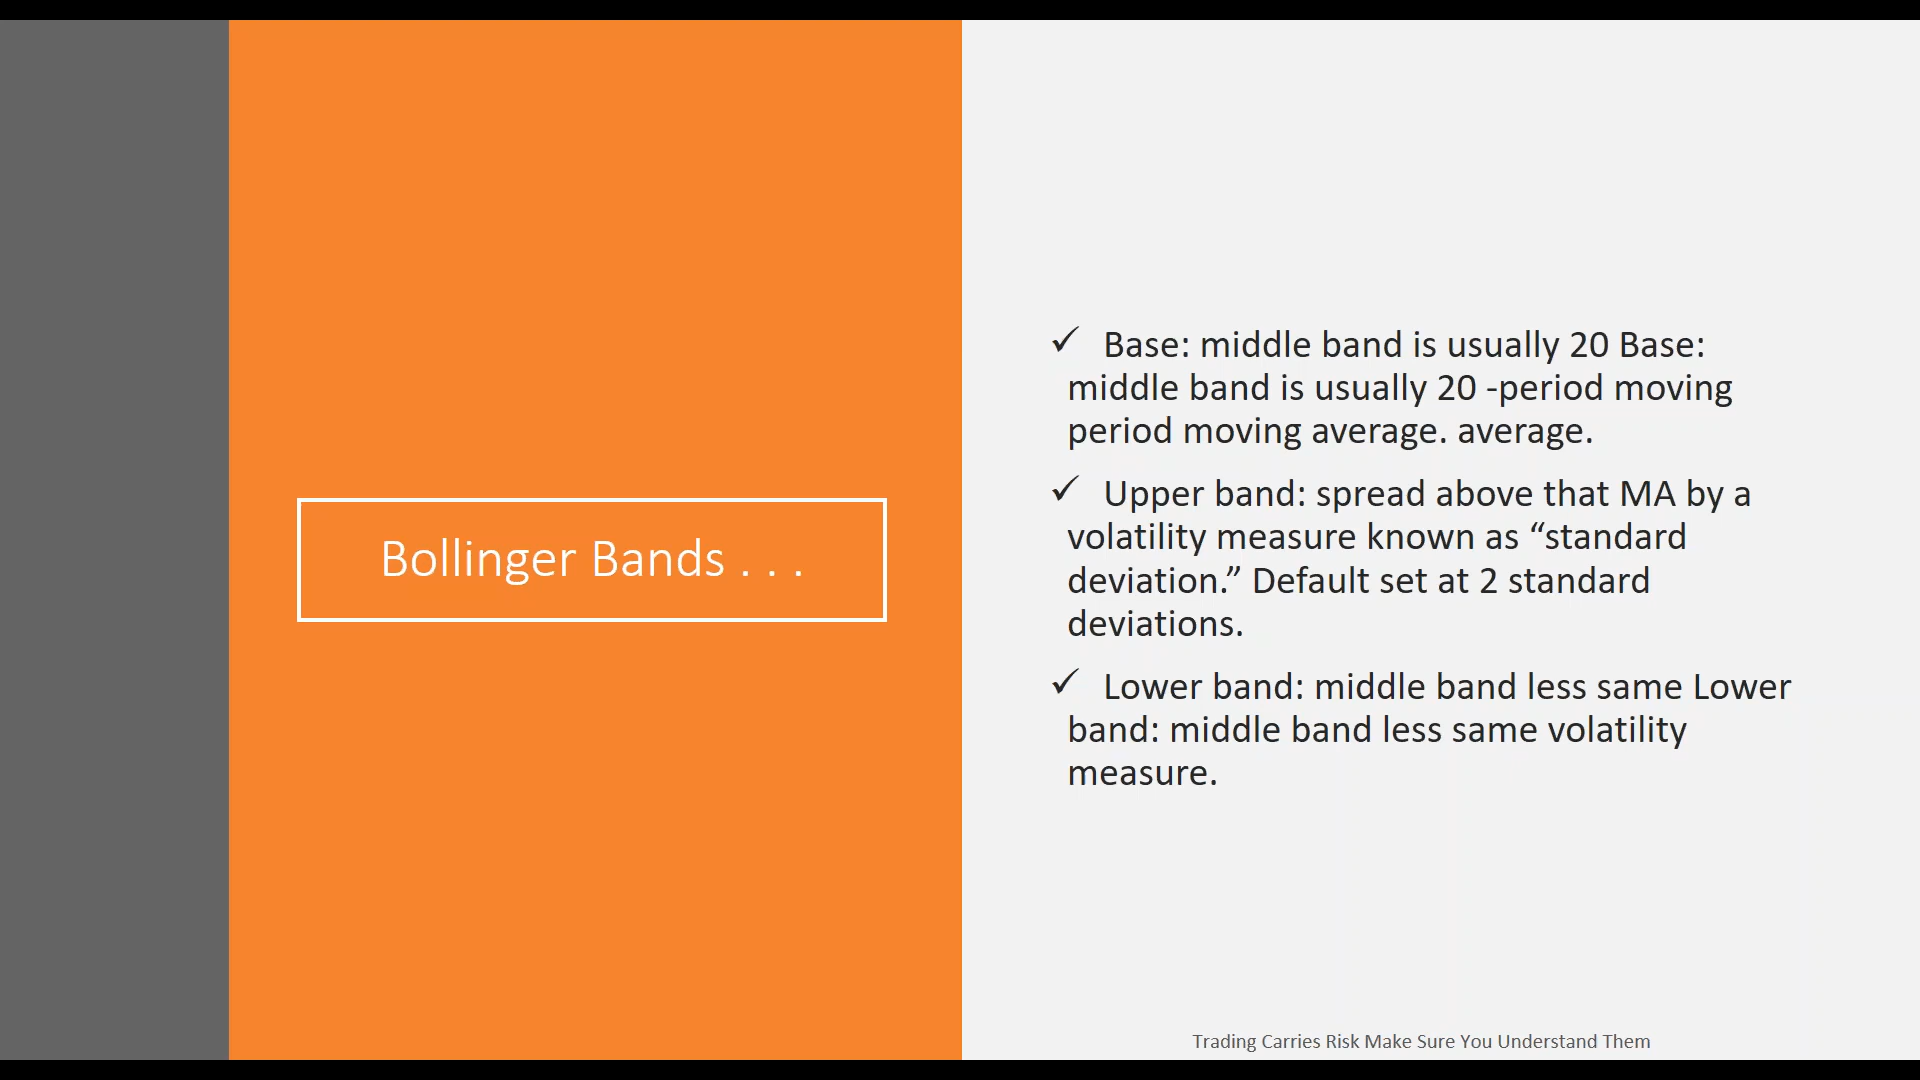 Bollinger Bands . . .
✓ Base: middle band is usually 20 Base:
middle band is usually 20 -period moving
period moving average. average.
✓ Upper band: spread above that MA by a
volatility measure known as “standard
deviation.” Default set at 2 standard
deviations.
✓ Lower band: middle band less same Lower
band: middle band less same volatility
measure.
Trading Carries Risk Make Sure You Understand Them